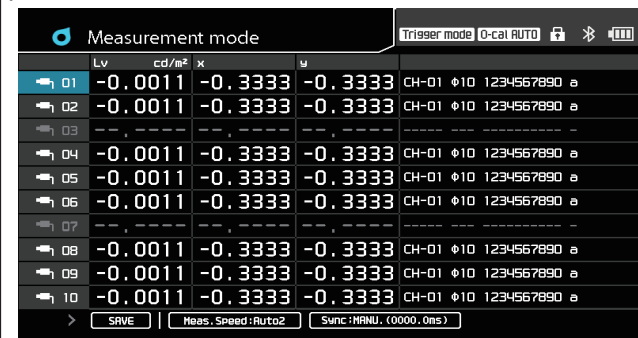 Measurement mode Trigger mode 0-cal AUTO
Lv cd/m² x y
01 -0.0011 -0.3333 -0.3333 CH-01 Φ10 1234567890 a
02 -0.0011 -0.3333 -0.3333 CH-01 Φ10 1234567890 a
03 --.---- --.---- --.---- ----- --- ---------- -
04 -0.0011 -0.3333 -0.3333 CH-01 Φ10 1234567890 a
05 -0.0011 -0.3333 -0.3333 CH-01 Φ10 1234567890 a
06 -0.0011 -0.3333 -0.3333 CH-01 Φ10 1234567890 a
07 --.---- --.---- --.---- ----- --- ---------- -
08 -0.0011 -0.3333 -0.3333 CH-01 Φ10 1234567890 a
09 -0.0011 -0.3333 -0.3333 CH-01 Φ10 1234567890 a
10 -0.0011 -0.3333 -0.3333 CH-01 Φ10 1234567890 a
> SAVE | Meas.Speed:Auto2 Sync:MANU.(0000.0ms)